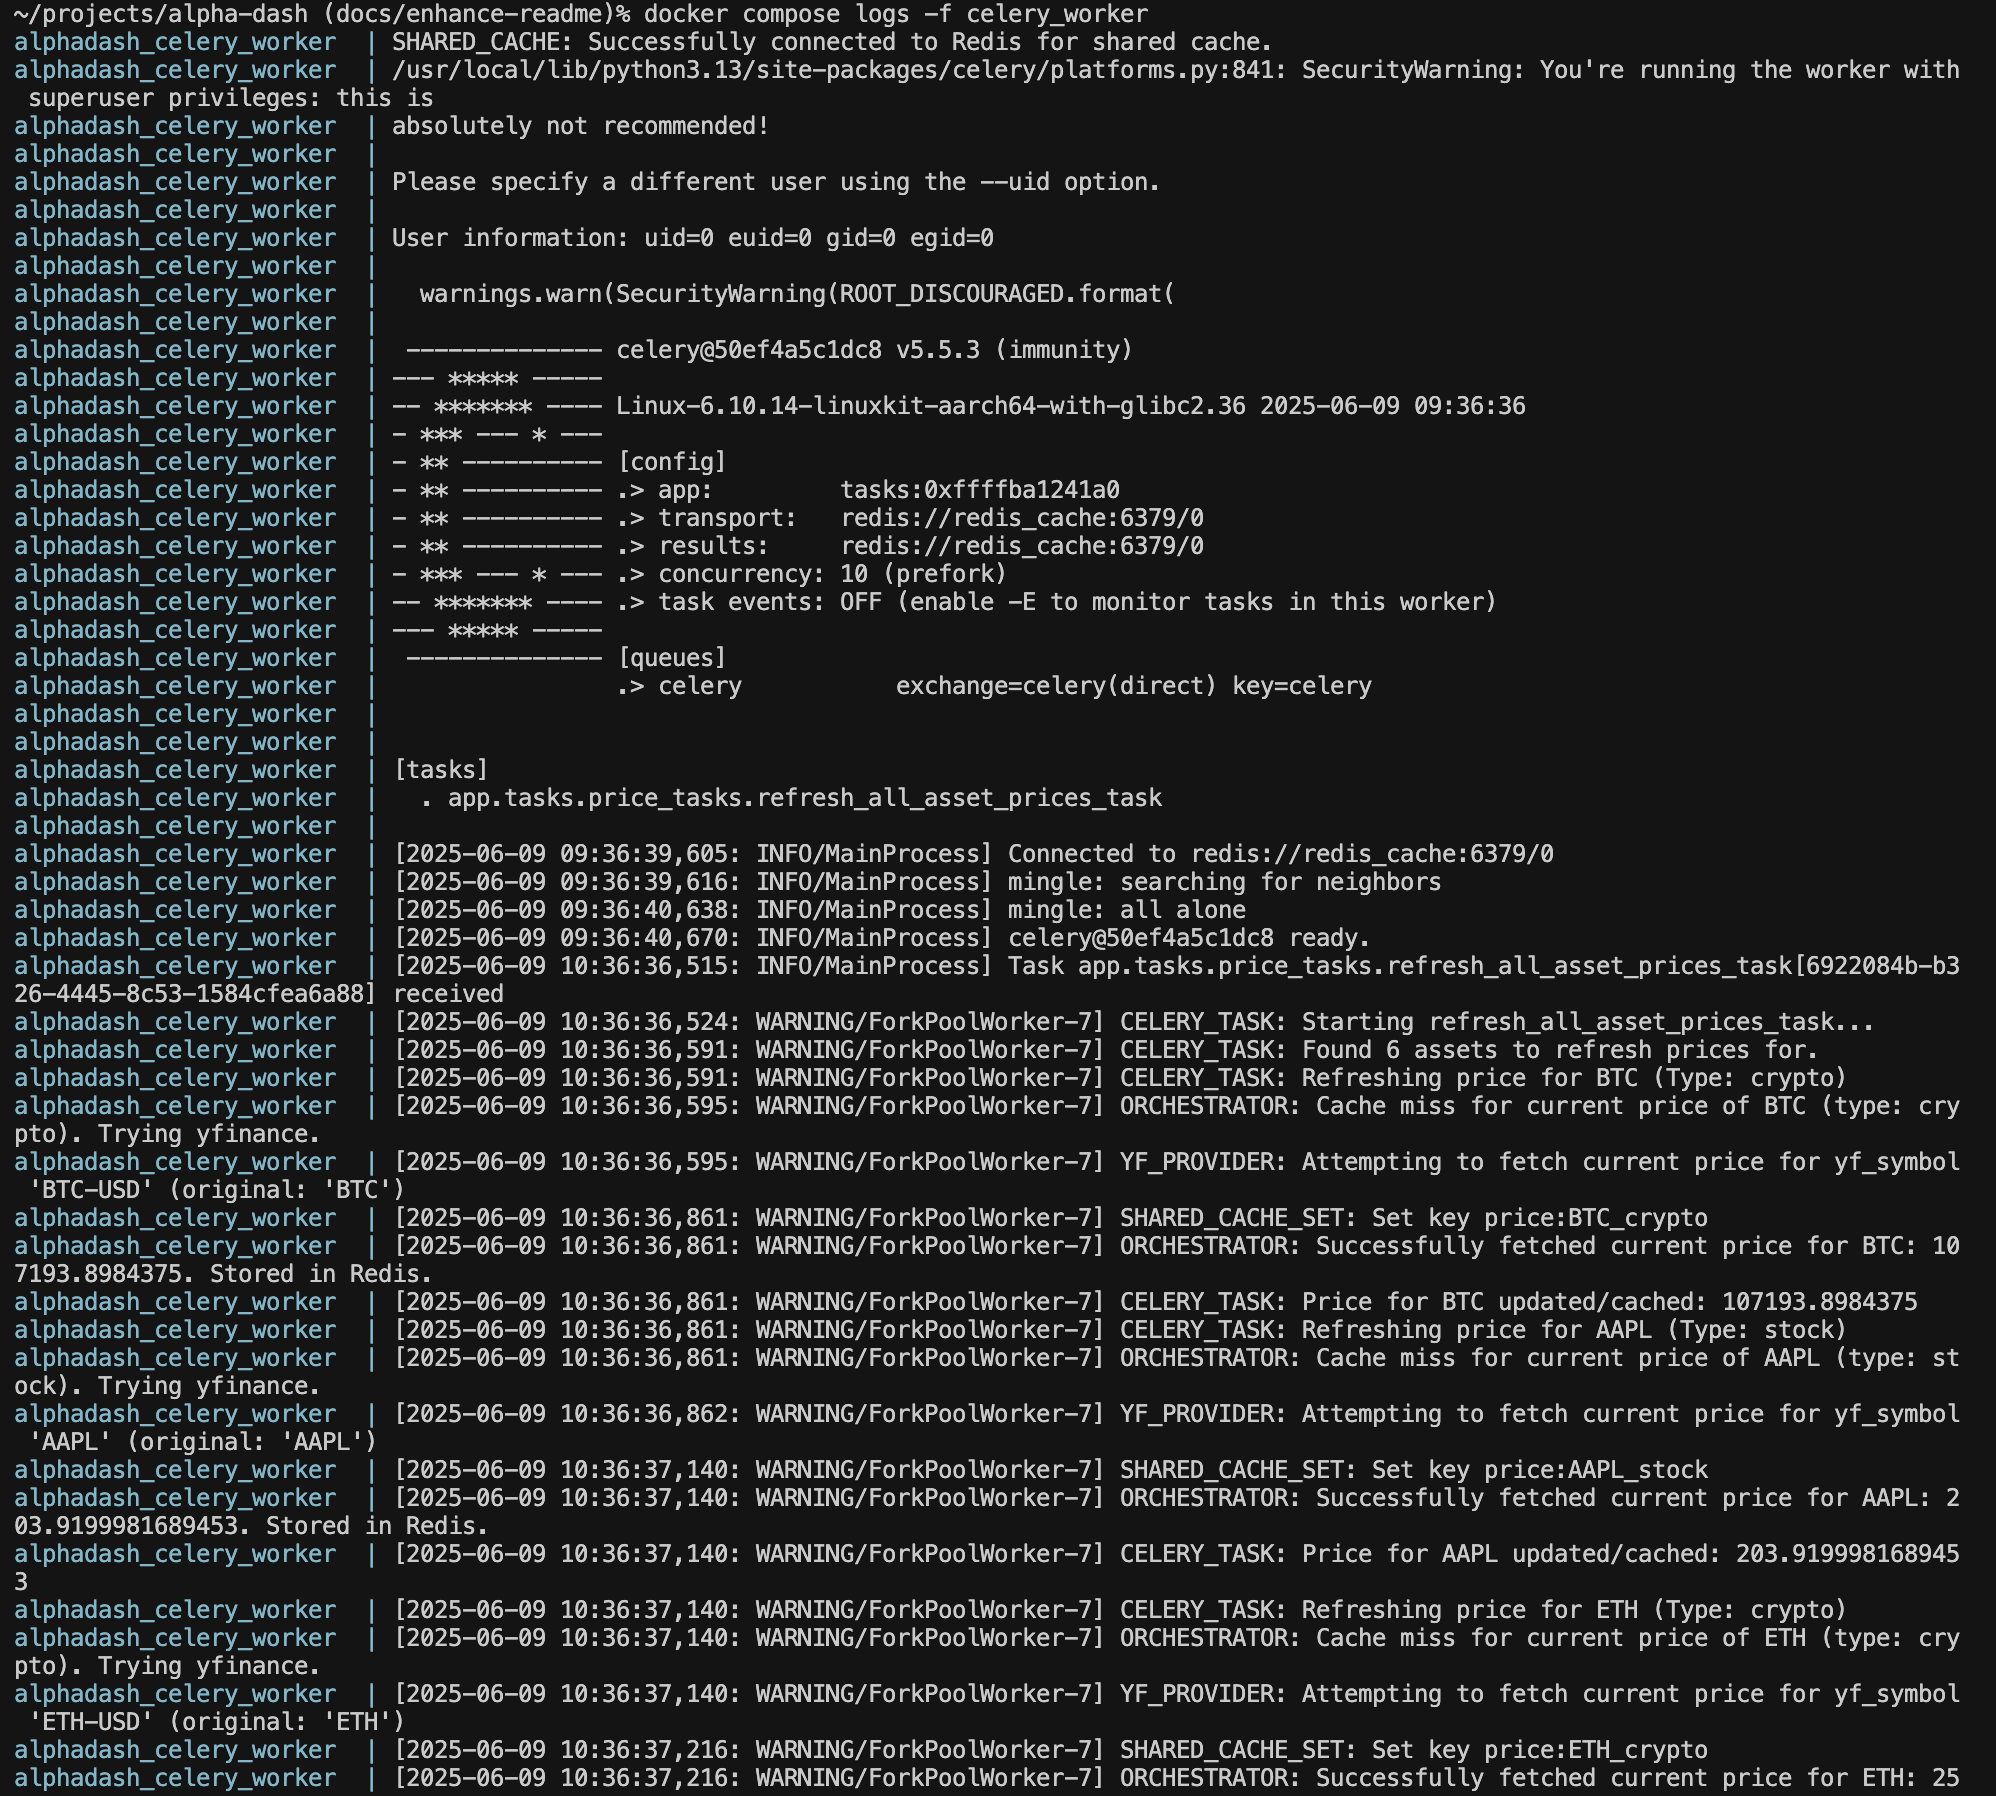 ~/projects/alpha-dash (docs/enhance-readme)% docker compose logs -f celery_worker
alphadash_celery_worker  | SHARED_CACHE: Successfully connected to Redis for shared cache.
alphadash_celery_worker  | /usr/local/lib/python3.13/site-packages/celery/platforms.py:841: SecurityWarning: You're running the worker with
 superuser privileges: this is
alphadash_celery_worker  | absolutely not recommended!
alphadash_celery_worker  |
alphadash_celery_worker  | Please specify a different user using the --uid option.
alphadash_celery_worker  |
alphadash_celery_worker  | User information: uid=0 euid=0 gid=0 egid=0
alphadash_celery_worker  |
alphadash_celery_worker  |   warnings.warn(SecurityWarning(ROOT_DISCOURAGED.format(
alphadash_celery_worker  |
alphadash_celery_worker  |  -------------- celery@50ef4a5c1dc8 v5.5.3 (immunity)
alphadash_celery_worker  | --- ***** -----
alphadash_celery_worker  | -- ******* ---- Linux-6.10.14-linuxkit-aarch64-with-glibc2.36 2025-06-09 09:36:36
alphadash_celery_worker  | - *** --- * ---
alphadash_celery_worker  | - ** ---------- [config]
alphadash_celery_worker  | - ** ---------- .> app:         tasks:0xffffba1241a0
alphadash_celery_worker  | - ** ---------- .> transport:   redis://redis_cache:6379/0
alphadash_celery_worker  | - ** ---------- .> results:     redis://redis_cache:6379/0
alphadash_celery_worker  | - *** --- * --- .> concurrency: 10 (prefork)
alphadash_celery_worker  | -- ******* ---- .> task events: OFF (enable -E to monitor tasks in this worker)
alphadash_celery_worker  | --- ***** -----
alphadash_celery_worker  |  -------------- [queues]
alphadash_celery_worker  |                 .> celery           exchange=celery(direct) key=celery
alphadash_celery_worker  |
alphadash_celery_worker  |
alphadash_celery_worker  | [tasks]
alphadash_celery_worker  |   . app.tasks.price_tasks.refresh_all_asset_prices_task
alphadash_celery_worker  |
alphadash_celery_worker  | [2025-06-09 09:36:39,605: INFO/MainProcess] Connected to redis://redis_cache:6379/0
alphadash_celery_worker  | [2025-06-09 09:36:39,616: INFO/MainProcess] mingle: searching for neighbors
alphadash_celery_worker  | [2025-06-09 09:36:40,638: INFO/MainProcess] mingle: all alone
alphadash_celery_worker  | [2025-06-09 09:36:40,670: INFO/MainProcess] celery@50ef4a5c1dc8 ready.
alphadash_celery_worker  | [2025-06-09 10:36:36,515: INFO/MainProcess] Task app.tasks.price_tasks.refresh_all_asset_prices_task[6922084b-b3
26-4445-8c53-1584cfea6a88] received
alphadash_celery_worker  | [2025-06-09 10:36:36,524: WARNING/ForkPoolWorker-7] CELERY_TASK: Starting refresh_all_asset_prices_task...
alphadash_celery_worker  | [2025-06-09 10:36:36,591: WARNING/ForkPoolWorker-7] CELERY_TASK: Found 6 assets to refresh prices for.
alphadash_celery_worker  | [2025-06-09 10:36:36,591: WARNING/ForkPoolWorker-7] CELERY_TASK: Refreshing price for BTC (Type: crypto)
alphadash_celery_worker  | [2025-06-09 10:36:36,595: WARNING/ForkPoolWorker-7] ORCHESTRATOR: Cache miss for current price of BTC (type: cry
pto). Trying yfinance.
alphadash_celery_worker  | [2025-06-09 10:36:36,595: WARNING/ForkPoolWorker-7] YF_PROVIDER: Attempting to fetch current price for yf_symbol
 'BTC-USD' (original: 'BTC')
alphadash_celery_worker  | [2025-06-09 10:36:36,861: WARNING/ForkPoolWorker-7] SHARED_CACHE_SET: Set key price:BTC_crypto
alphadash_celery_worker  | [2025-06-09 10:36:36,861: WARNING/ForkPoolWorker-7] ORCHESTRATOR: Successfully fetched current price for BTC: 10
7193.8984375. Stored in Redis.
alphadash_celery_worker  | [2025-06-09 10:36:36,861: WARNING/ForkPoolWorker-7] CELERY_TASK: Price for BTC updated/cached: 107193.8984375
alphadash_celery_worker  | [2025-06-09 10:36:36,861: WARNING/ForkPoolWorker-7] CELERY_TASK: Refreshing price for AAPL (Type: stock)
alphadash_celery_worker  | [2025-06-09 10:36:36,861: WARNING/ForkPoolWorker-7] ORCHESTRATOR: Cache miss for current price of AAPL (type: st
ock). Trying yfinance.
alphadash_celery_worker  | [2025-06-09 10:36:36,862: WARNING/ForkPoolWorker-7] YF_PROVIDER: Attempting to fetch current price for yf_symbol
 'AAPL' (original: 'AAPL')
alphadash_celery_worker  | [2025-06-09 10:36:37,140: WARNING/ForkPoolWorker-7] SHARED_CACHE_SET: Set key price:AAPL_stock
alphadash_celery_worker  | [2025-06-09 10:36:37,140: WARNING/ForkPoolWorker-7] ORCHESTRATOR: Successfully fetched current price for AAPL: 2
03.9199981689453. Stored in Redis.
alphadash_celery_worker  | [2025-06-09 10:36:37,140: WARNING/ForkPoolWorker-7] CELERY_TASK: Price for AAPL updated/cached: 203.919998168945
3
alphadash_celery_worker  | [2025-06-09 10:36:37,140: WARNING/ForkPoolWorker-7] CELERY_TASK: Refreshing price for ETH (Type: crypto)
alphadash_celery_worker  | [2025-06-09 10:36:37,140: WARNING/ForkPoolWorker-7] ORCHESTRATOR: Cache miss for current price of ETH (type: cry
pto). Trying yfinance.
alphadash_celery_worker  | [2025-06-09 10:36:37,140: WARNING/ForkPoolWorker-7] YF_PROVIDER: Attempting to fetch current price for yf_symbol
 'ETH-USD' (original: 'ETH')
alphadash_celery_worker  | [2025-06-09 10:36:37,216: WARNING/ForkPoolWorker-7] SHARED_CACHE_SET: Set key price:ETH_crypto
alphadash_celery_worker  | [2025-06-09 10:36:37,216: WARNING/ForkPoolWorker-7] ORCHESTRATOR: Successfully fetched current price for ETH: 25